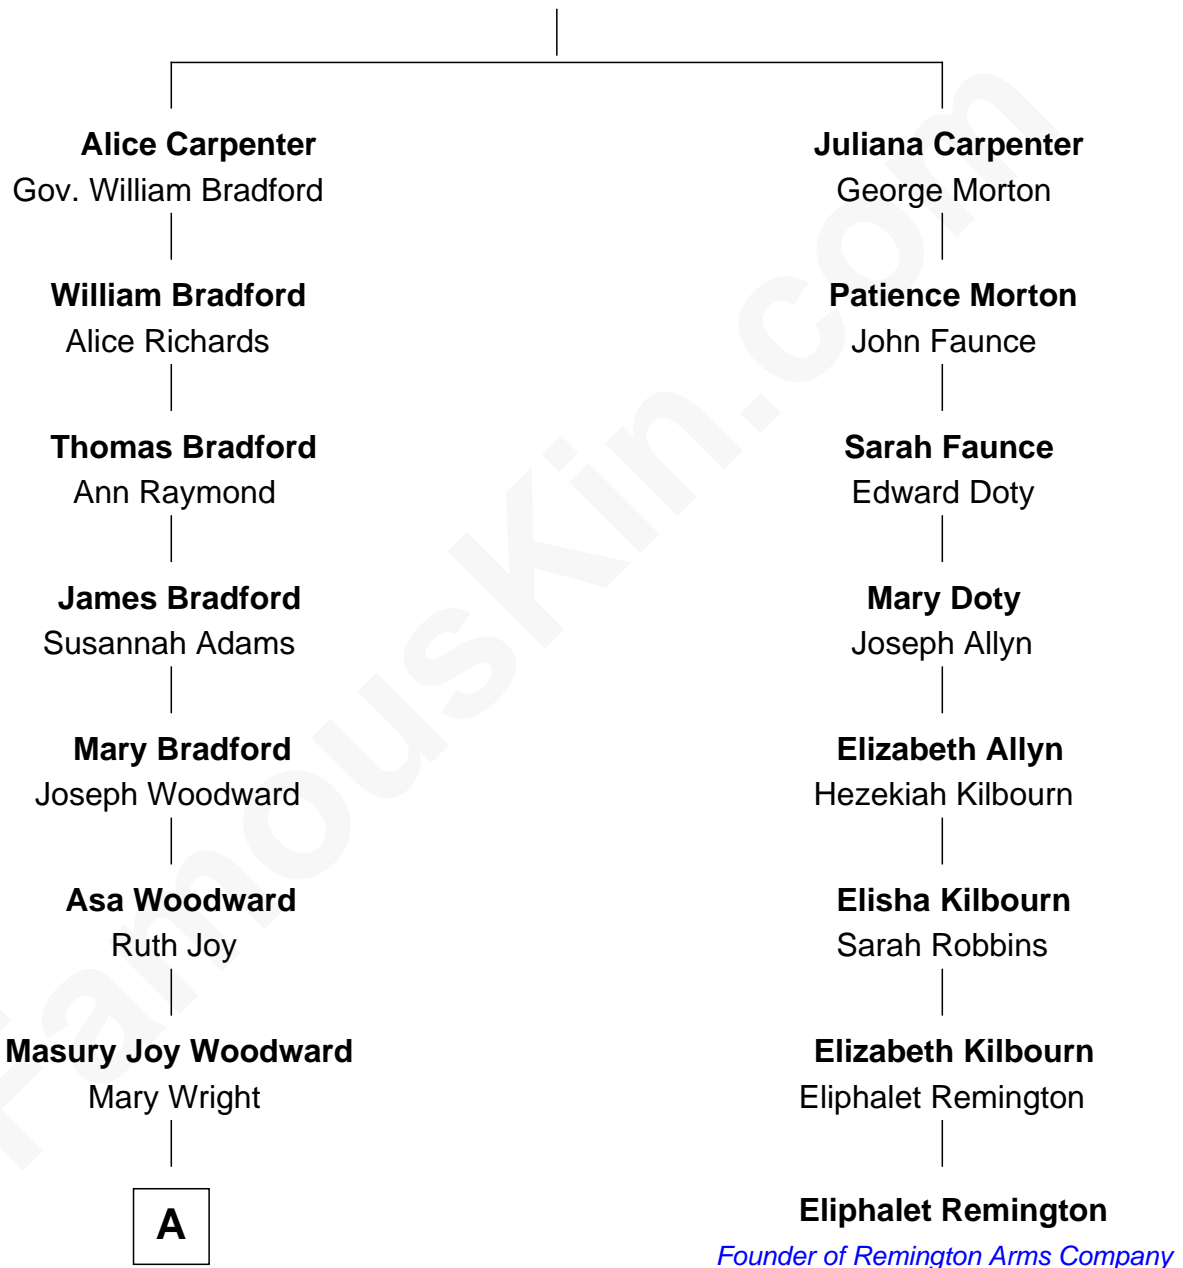 Alice Carpenter
Gov. William Bradford
William Bradford
Alice Richards
Thomas Bradford
Ann Raymond
James Bradford
Susannah Adams
Mary Bradford
Joseph Woodward
Asa Woodward
Ruth Joy
Masury Joy Woodward
Mary Wright
A
Juliana Carpenter
George Morton
Patience Morton
John Faunce
Sarah Faunce
Edward Doty
Mary Doty
Joseph Allyn
Elizabeth Allyn
Hezekiah Kilbourn
Elisha Kilbourn
Sarah Robbins
Elizabeth Kilbourn
Eliphalet Remington
Eliphalet Remington
Founder of Remington Arms Company
FamousKin.com